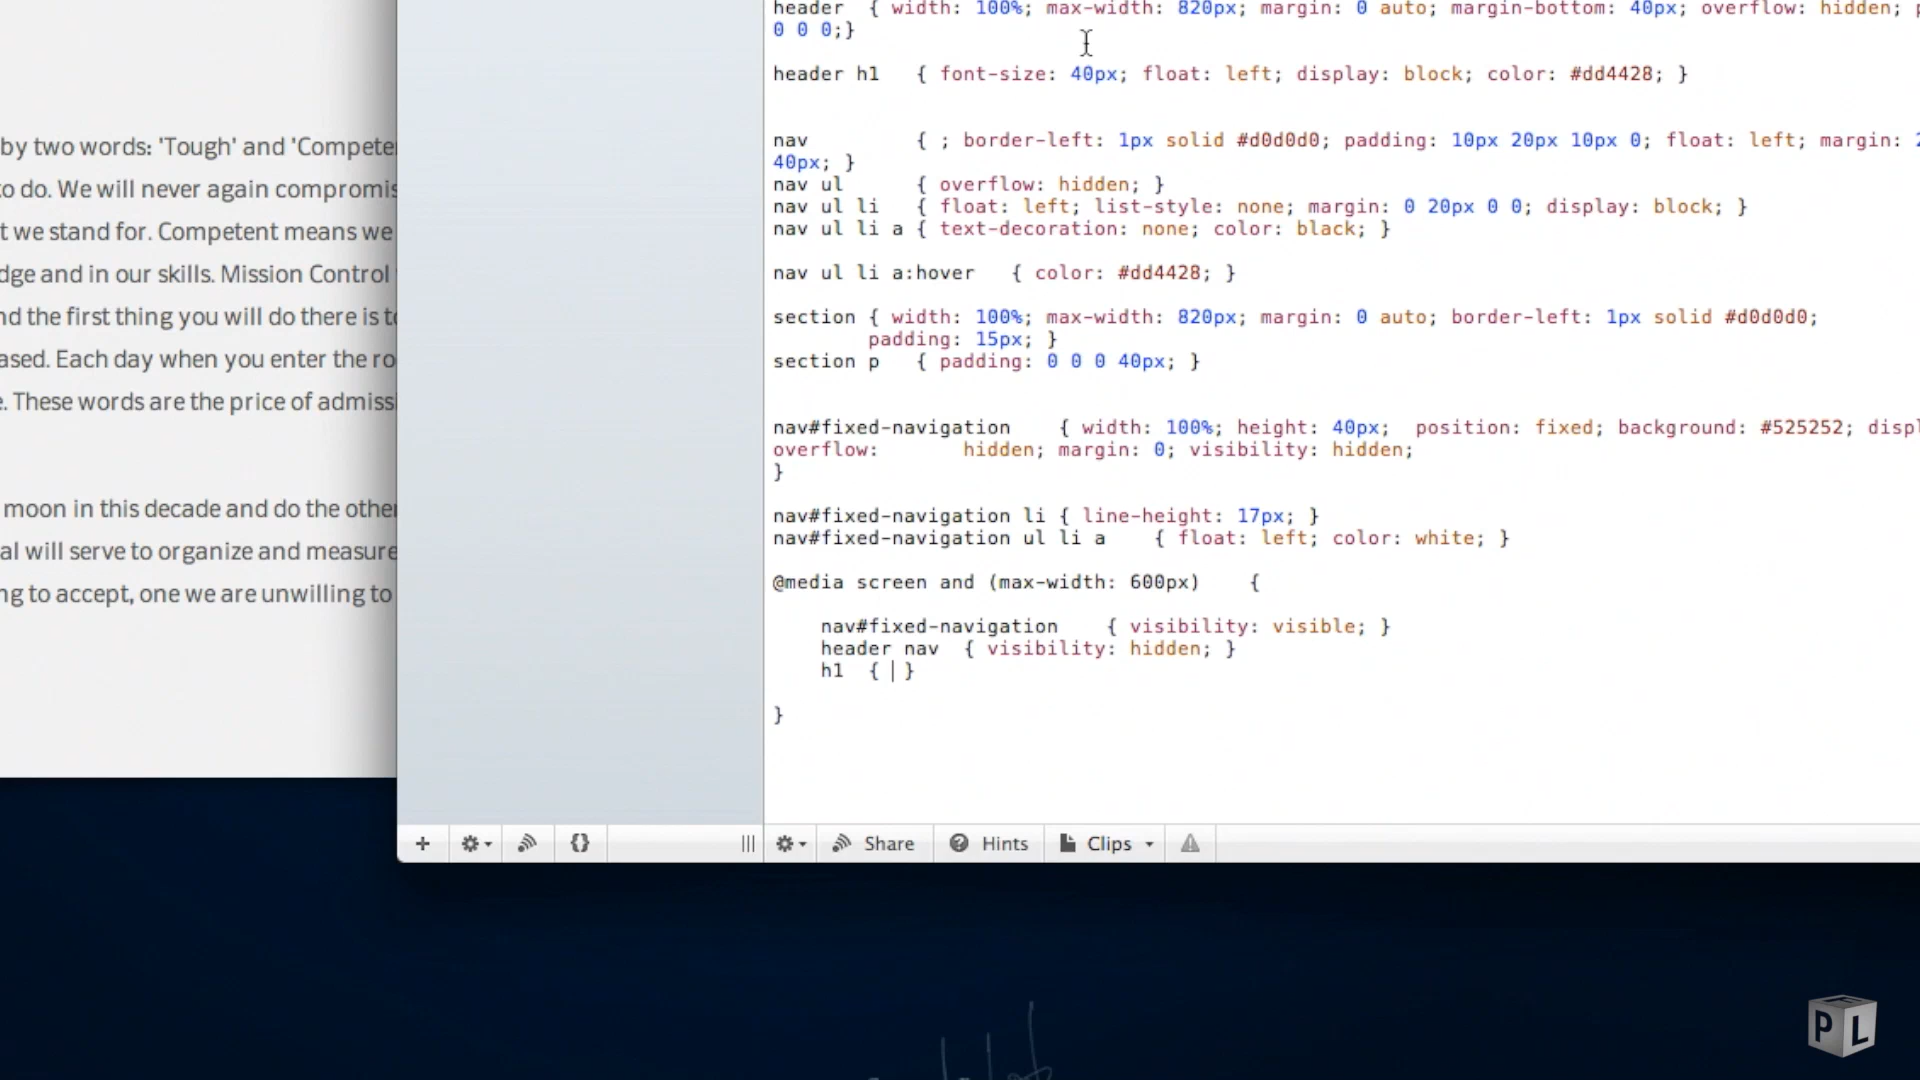 by two words: 'Tough' and
to do. We will never again
t we stand for. Competent means we
dge and in our skills. Mission Control
nd the first thing you will do there is
ased. Each day when you enter the
e. These words are the price of
moon in this decade and do the
al will serve to organize and measure
ng to accept, one we are unwilling to
header { width: 100%; max-width: 820px; margin: 0 auto; margin-bottom: 40px; overflow: hidden;
0 0 0;}
header h1 { font-size: 40px; float: left; display: block; color: #dd4428; }
nav { ; border-left: 1px solid #d0d0d0; padding: 10px 20px 10px 0; float: left; margin:
40px; }
nav ul { overflow: hidden; }
nav ul li { float: left; list-style: none; margin: 0 20px 0 0; display: block; }
nav ul li a { text-decoration: none; color: black; }
nav ul li a:hover { color: #dd4428; }
section { width: 100%; max-width: 820px; margin: 0 auto; border-left: 1px solid #d0d0d0;
padding: 15px; }
section p { padding: 0 0 0 40px; }
nav#fixed-navigation { width: 100%; height: 40px; position: fixed; background: #525252;
overflow: hidden; margin: 0; visibility: hidden;
}
nav#fixed-navigation li { line-height: 17px; }
nav#fixed-navigation ul li a { float: left; color: white; }
@media screen and (max-width: 600px) {
nav#fixed-navigation { visibility: visible; }
header nav { visibility: hidden; }
h1 { }
}
Share Hints Clips
PL